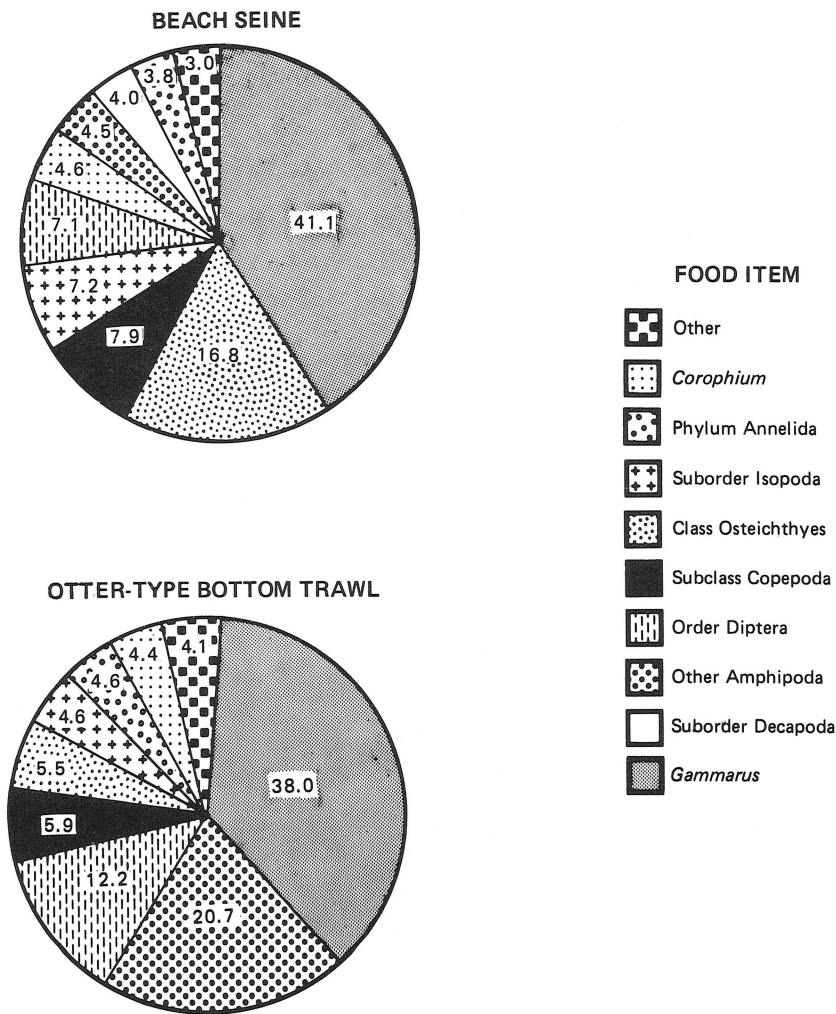 BEACH SEINE
3.0
3.8
4.0
4.5
4.6
7.1
7.2
7.9
16.8
41.1
FOOD ITEM
Other
Corophium
Phylum Annelida
Suborder Isopoda
Class Osteichthyes
Subclass Copepoda
Order Diptera
Other Amphipoda
Suborder Decapoda
Gammarus
OTTER-TYPE BOTTOM TRAWL
4.1
4.4
4.6
4.6
5.5
5.9
12.2
20.7
38.0